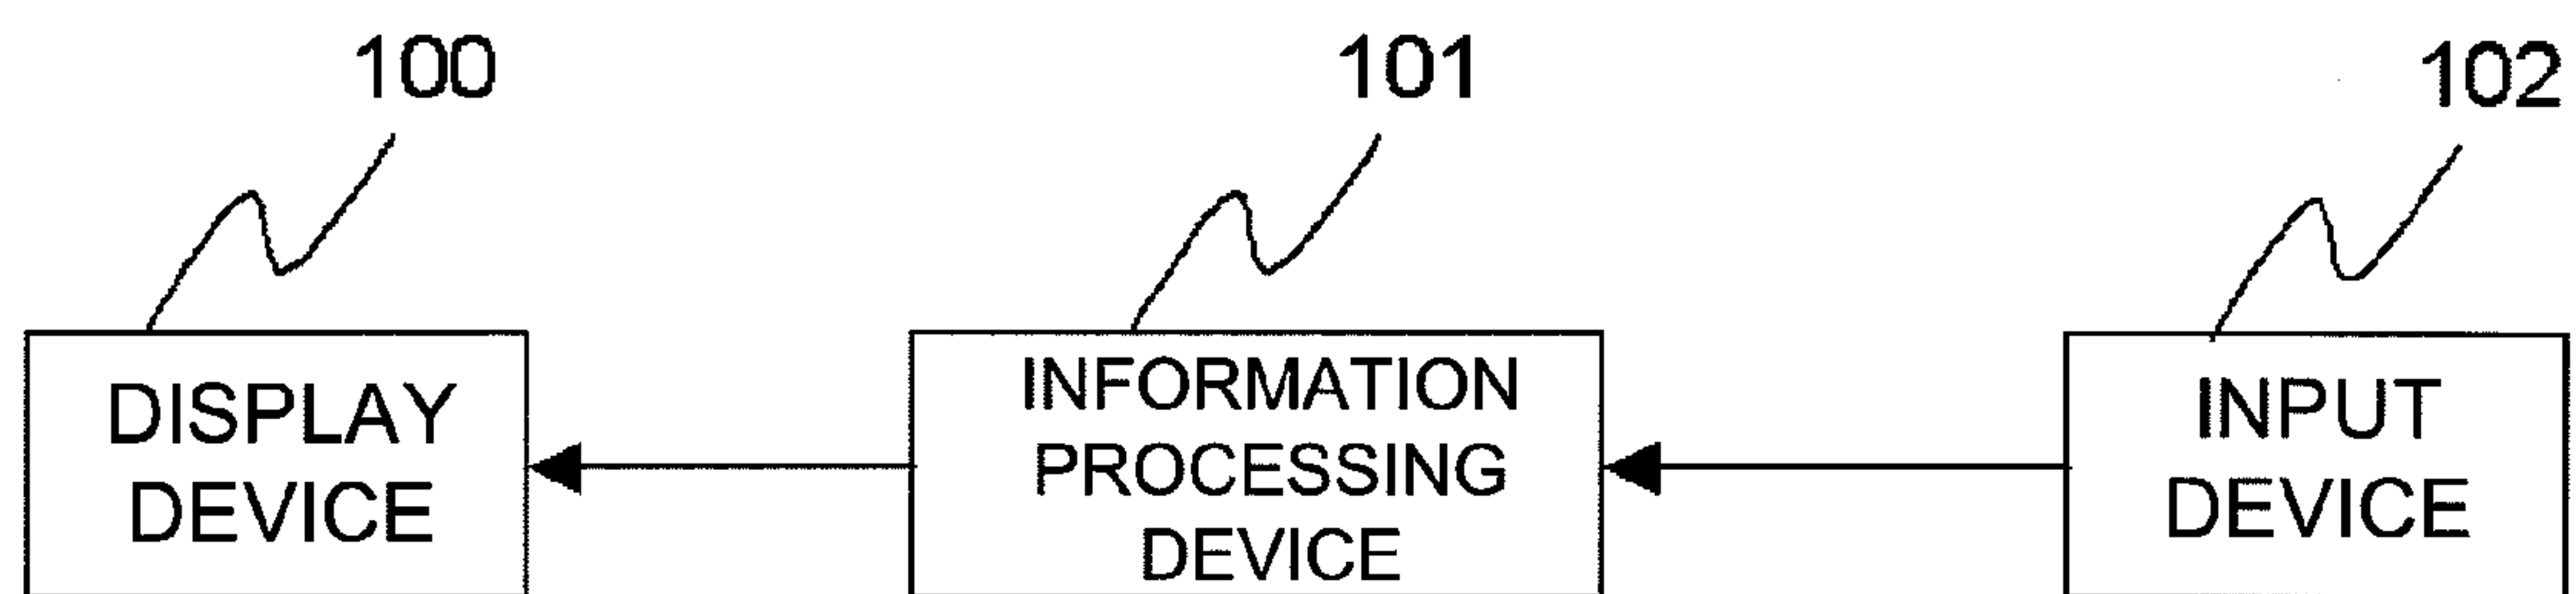 100
101
102
DISPLAY
DEVICE
INFORMATION
PROCESSING
DEVICE
INPUT
DEVICE